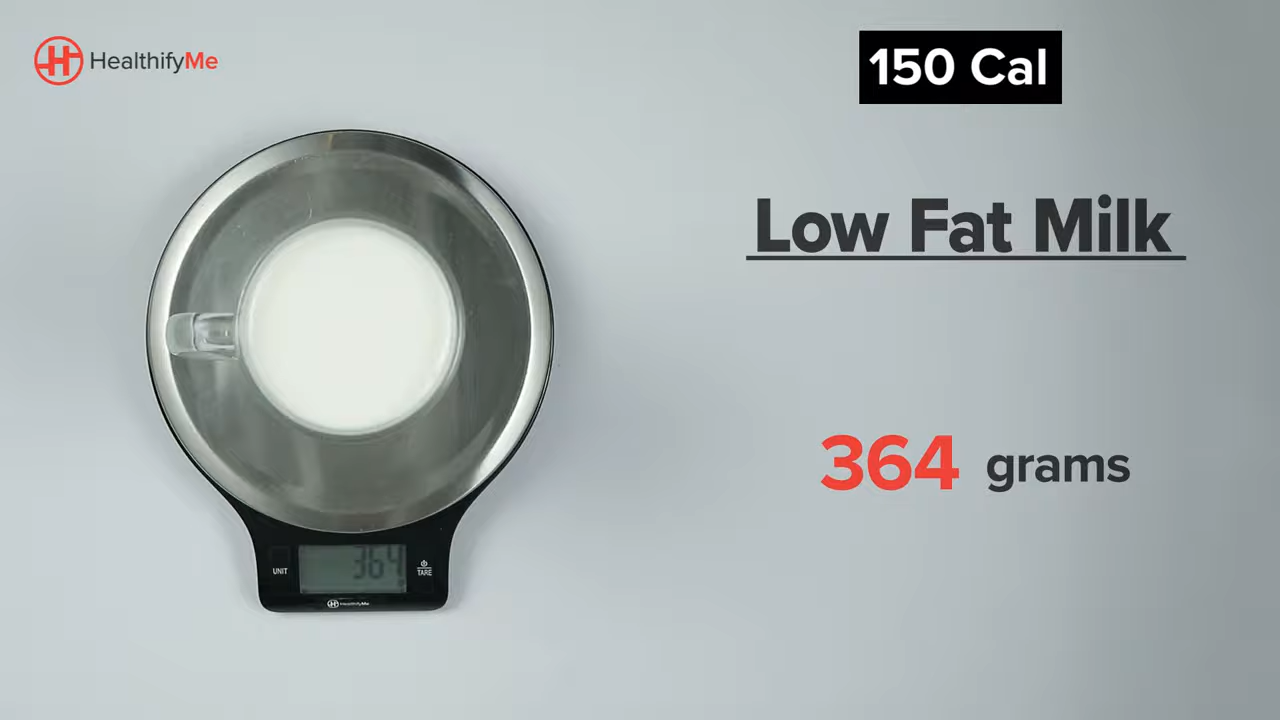 HealthifyMe
150 Cal
Low Fat Milk
364 grams
364
UNIT
TARE
HealthifyMe